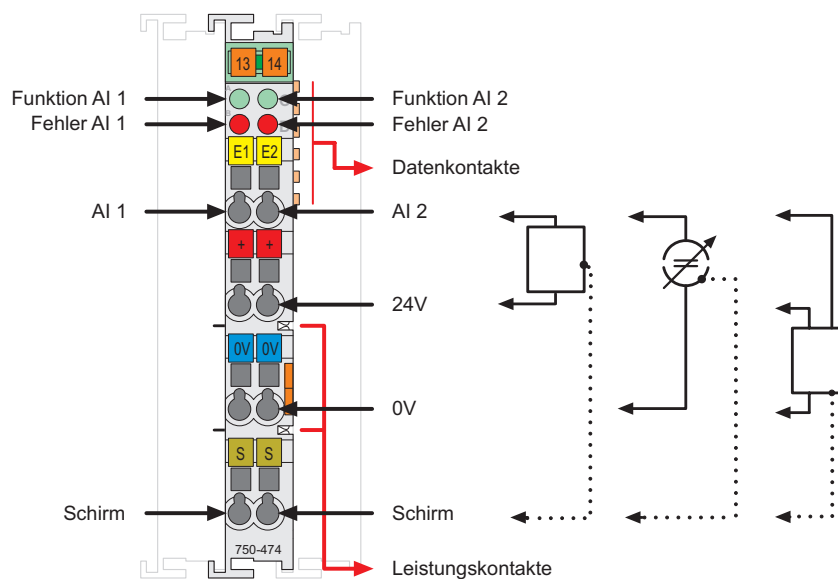 13 14
Funktion AI 1
Funktion AI 2
Fehler AI 1
Fehler AI 2
E1 E2
Datenkontakte
AI 1
AI 2
+ +
24V
0V 0V
0V
S S
Schirm
Schirm
750-474
Leistungskontakte